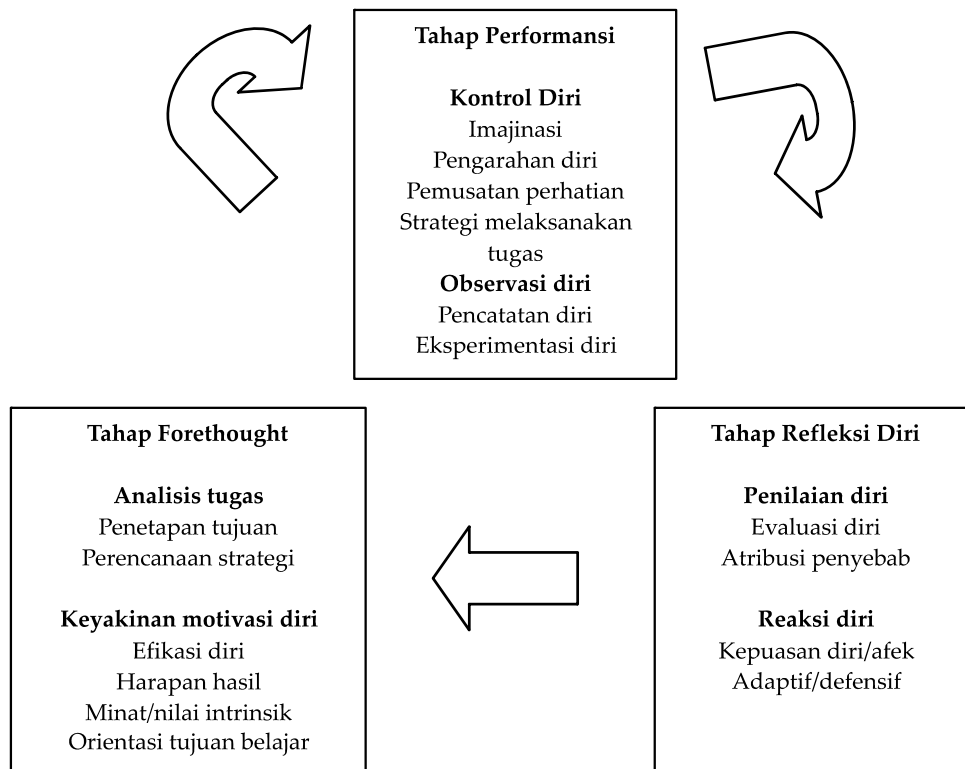 Tahap Performansi
Kontrol Diri
Imajinasi
Pengarahan diri
Pemusatan perhatian
Strategi melaksanakan
tugas
Observasi diri
Pencatatan diri
Eksperimentasi diri
Tahap Forethought
Analisis tugas
Penetapan tujuan
Perencanaan strategi
Keyakinan motivasi diri
Efikasi diri
Harapan hasil
Minat/nilai intrinsik
Orientasi tujuan belajar
Tahap Refleksi Diri
Penilaian diri
Evaluasi diri
Atribusi penyebab
Reaksi diri
Kepuasan diri/afek
Adaptif/defensif